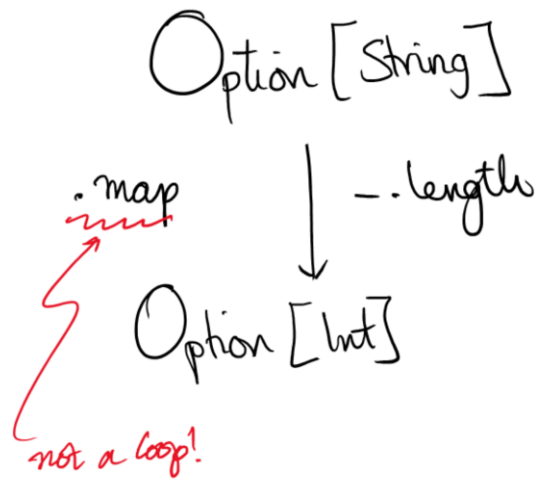 Option [String]
.map _.length
Option [Int]
not a loop!